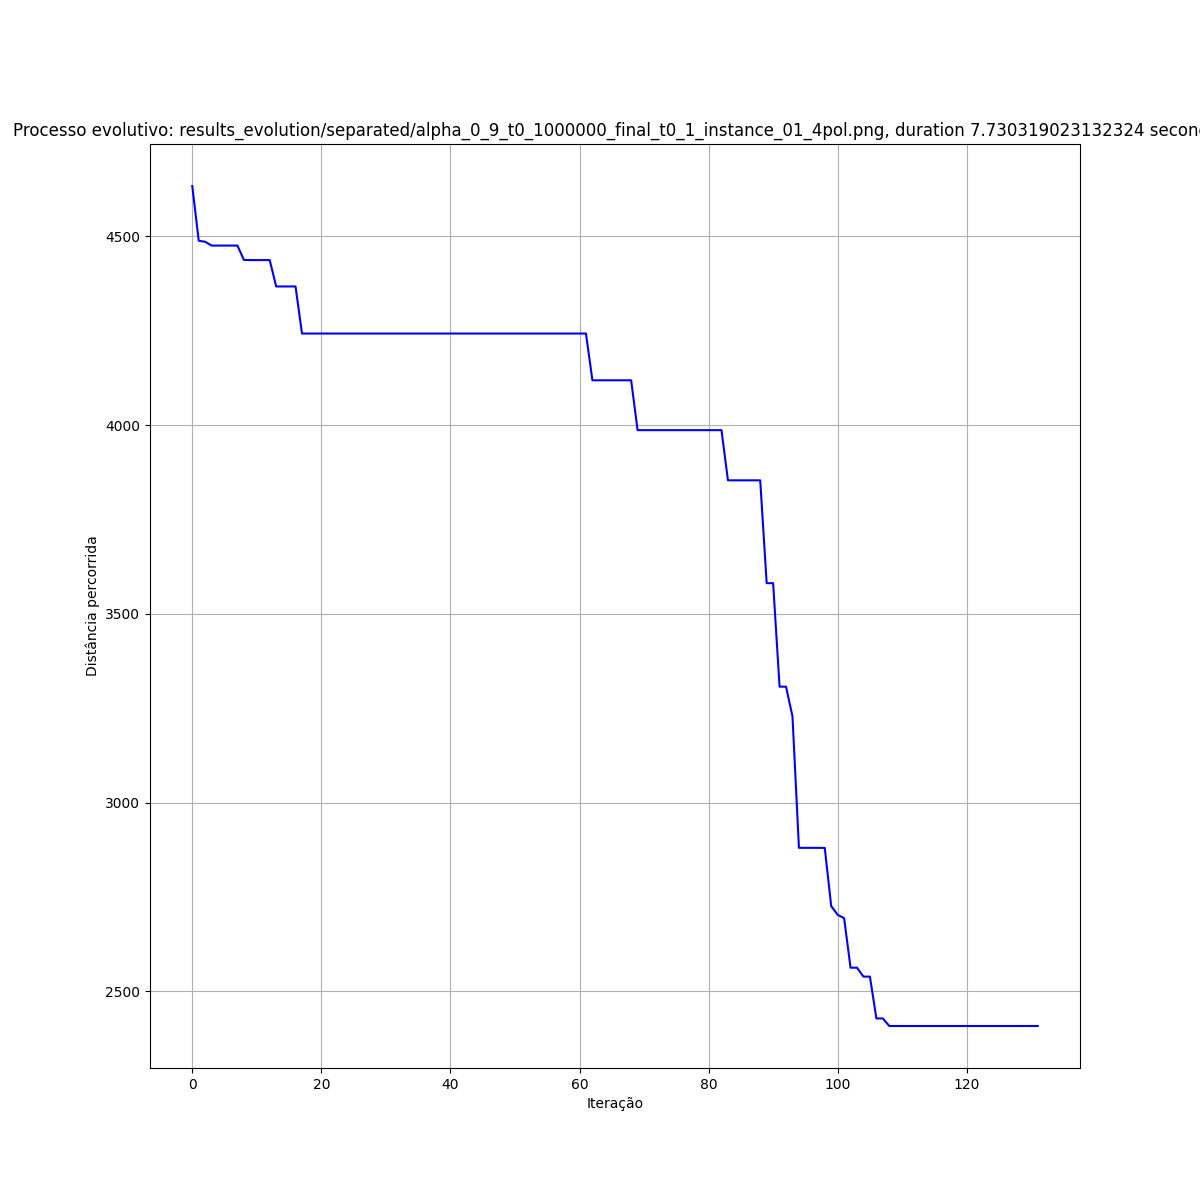 Processo evolutivo: results_evolution/separated/alpha_0_9_t0_1000000_final_t0_1_instance_01_4pol.png, duration 7.730319023132324
4500
4000
3500
3000
2500
Distância percorrida
0 20 40 60 80 100 120
Iteração